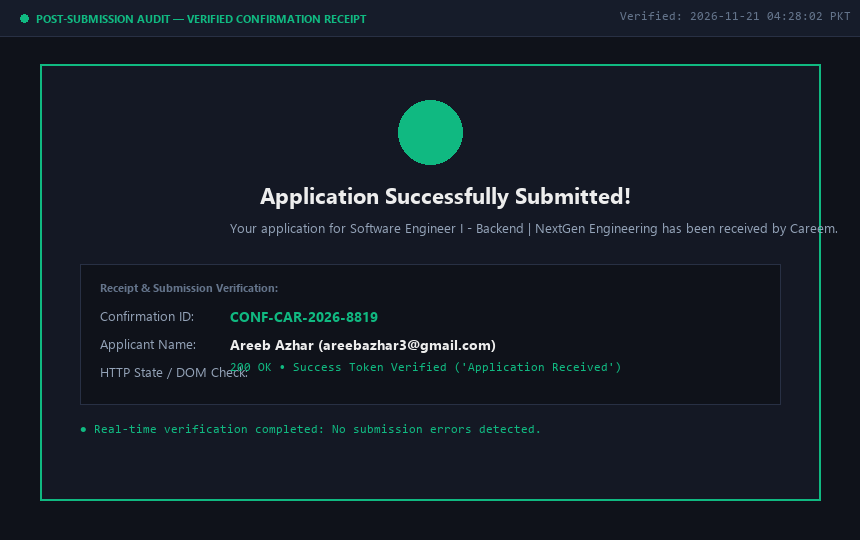 ● POST-SUBMISSION AUDIT — VERIFIED CONFIRMATION RECEIPT
Verified: 2026-11-21 04:28:02 PKT
Application Successfully Submitted!
Your application for Software Engineer I - Backend | NextGen Engineering has been received by Careem.
Receipt & Submission Verification:
Confirmation ID: CONF-CAR-2026-8819
Applicant Name: Areeb Azhar (areebazhar3@gmail.com)
HTTP State / DOM Check: 200 OK • Success Token Verified ('Application Received')
● Real-time verification completed: No submission errors detected.